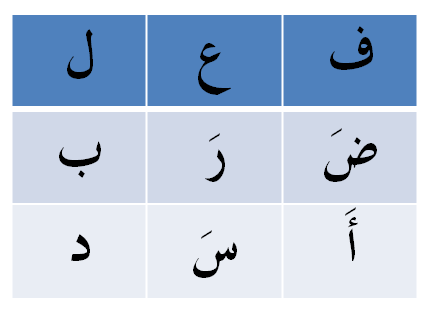 ف ع ل
ضَ رَ ب
أَ سَ د